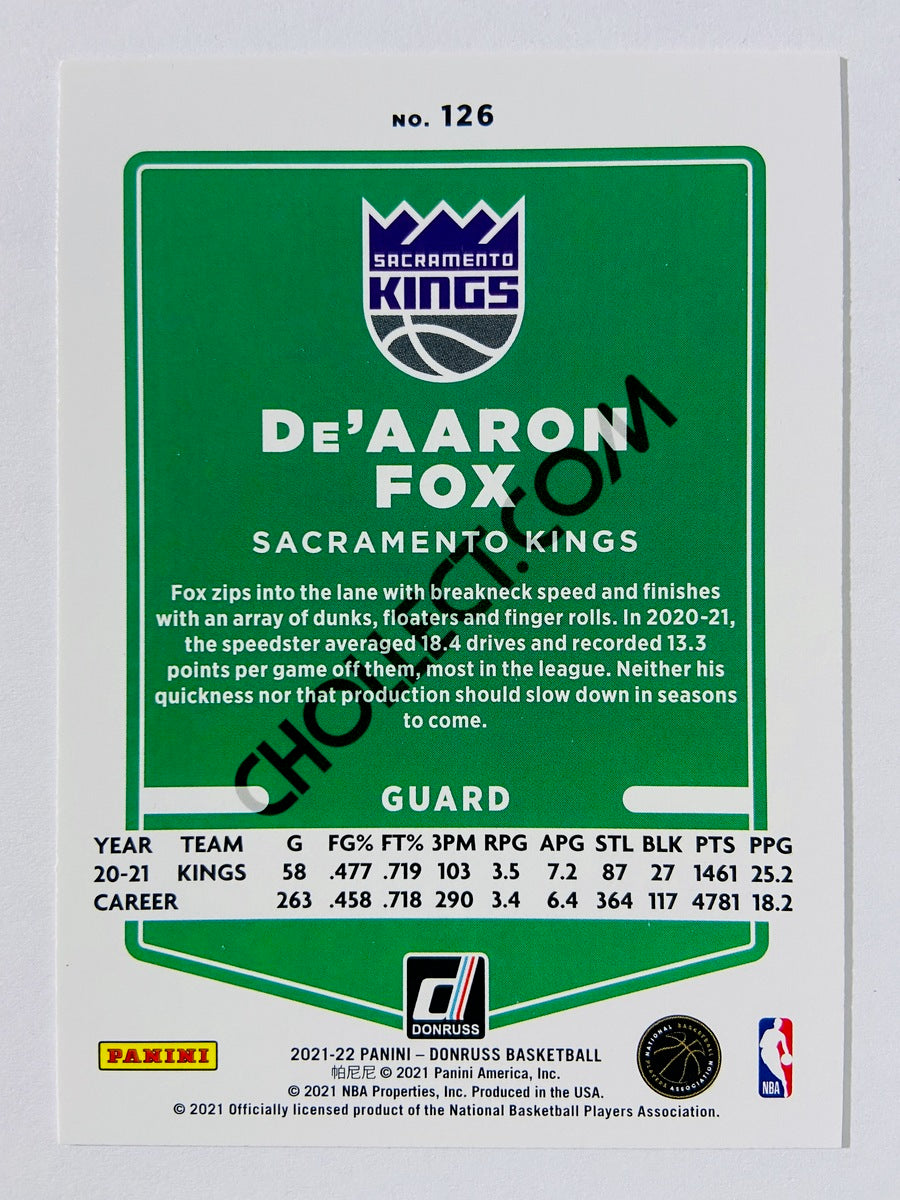 NO. 126
SACRAMENTO
KINGS
De'AARON
FOX
SACRAMENTO KINGS
Fox zips into the lane with breakneck speed and finishes
with an array of dunks, floaters and finger rolls. In 2020-21,
the speedster averaged 18.4 drives and recorded 13.3
points per game off them, most in the league. Neither his
quickness nor that production should slow down in seasons
to come.
CHOLLECT.COM
GUARD
YEAR TEAM G FG% FT% 3PM RPG APG STL BLK PTS PPG
20-21 KINGS 58 .477 .719 103 3.5 7.2 87 27 1461 25.2
CAREER 263 .458 .718 290 3.4 6.4 364 117 4781 18.2
d
DONRUSS
PANINI
2021-22 PANINI – DONRUSS BASKETBALL
帕尼尼 © 2021 Panini America, Inc.
© 2021 NBA Properties, Inc. Produced in the USA.
© 2021 Officially licensed product of the National Basketball Players Association.
NATIONAL BASKETBALL
PLAYERS ASSOCIATION
NBA